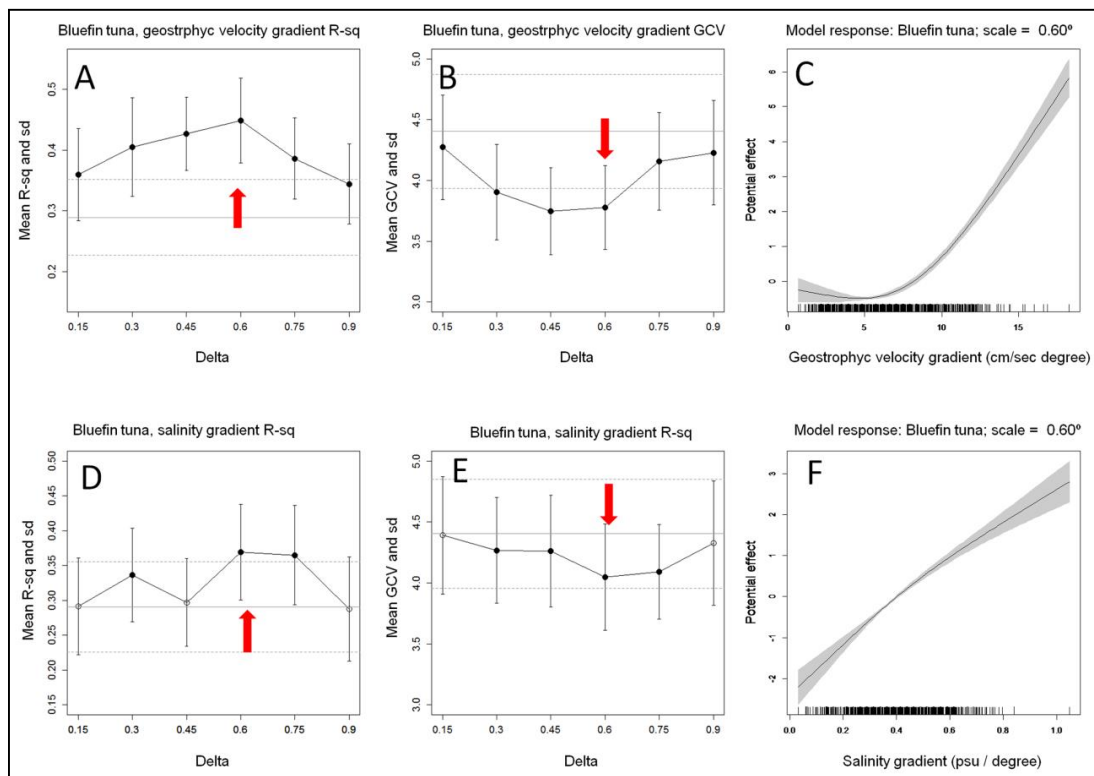 Bluefin tuna, geostrphyc velocity gradient R-sq
A
Mean R-sq and sd
0.5
0.4
0.3
0.2
0.15 0.3 0.45 0.6 0.75 0.9
Delta
Bluefin tuna, geostrphyc velocity gradient GCV
B
Mean GCV and sd
5.0
4.5
4.0
3.5
3.0
0.15 0.3 0.45 0.6 0.75 0.9
Delta
Model response: Bluefin tuna; scale = 0.60º
C
Potential effect
6
5
4
3
2
1
0
0 5 10 15
Geostrophyc velocity gradient (cm/sec degree)
Bluefin tuna, salinity gradient R-sq
D
Mean R-sq and sd
0.50
0.45
0.40
0.35
0.30
0.25
0.20
0.15
0.15 0.3 0.45 0.6 0.75 0.9
Delta
Bluefin tuna, salinity gradient R-sq
E
Mean GCV and sd
5.0
4.5
4.0
3.5
3.0
0.15 0.3 0.45 0.6 0.75 0.9
Delta
Model response: Bluefin tuna; scale = 0.60º
F
Potential effect
3
2
1
0
-1
-2
0.0 0.2 0.4 0.6 0.8 1.0
Salinity gradient (psu / degree)